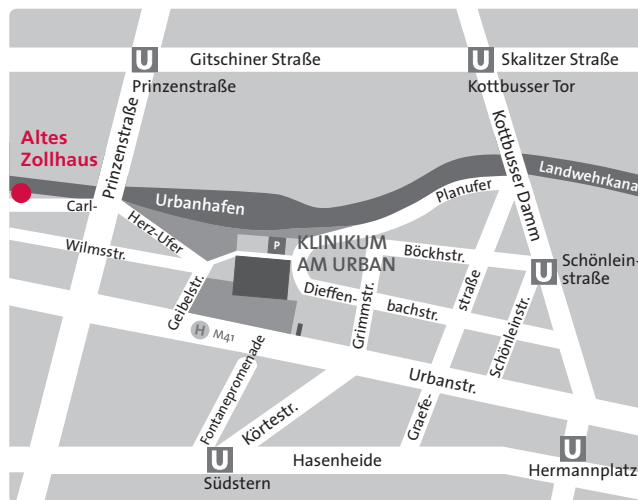 U
Gitschiner Straße
U
Skalitzer Straße
Prinzenstraße
Kottbusser Tor
Altes
Zollhaus
Prinzenstraße
Kottbusser Damm
Landwehrkana
Urbanhafen
Planufer
Carl-
Herz-Ufer
Wilmsstr.
P
KLINIKUM
AM URBAN
Böckhstr.
U
Schönlein-
straße
Geibelstr.
Dieffen-
bachstr.
Grimmstr.
Graefe-
straße
Schönleinstr.
H
M41
Urbanstr.
Fontanepromenade
Körtestr.
U
Südstern
Hasenheide
U
Hermannplatz